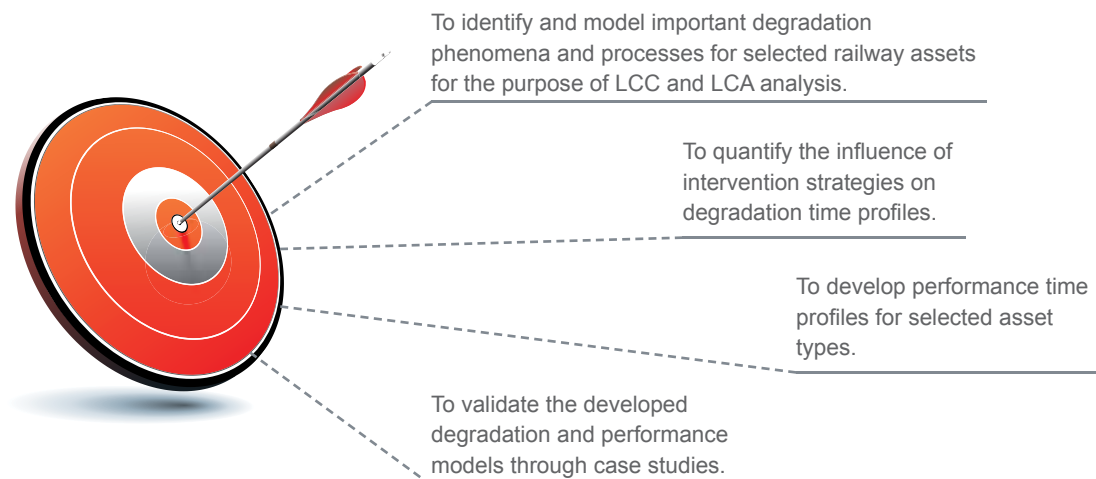 To identify and model important degradation
phenomena and processes for selected railway assets
for the purpose of LCC and LCA analysis.
To quantify the influence of
intervention strategies on
degradation time profiles.
To develop performance time
profiles for selected asset
types.
To validate the developed
degradation and performance
models through case studies.